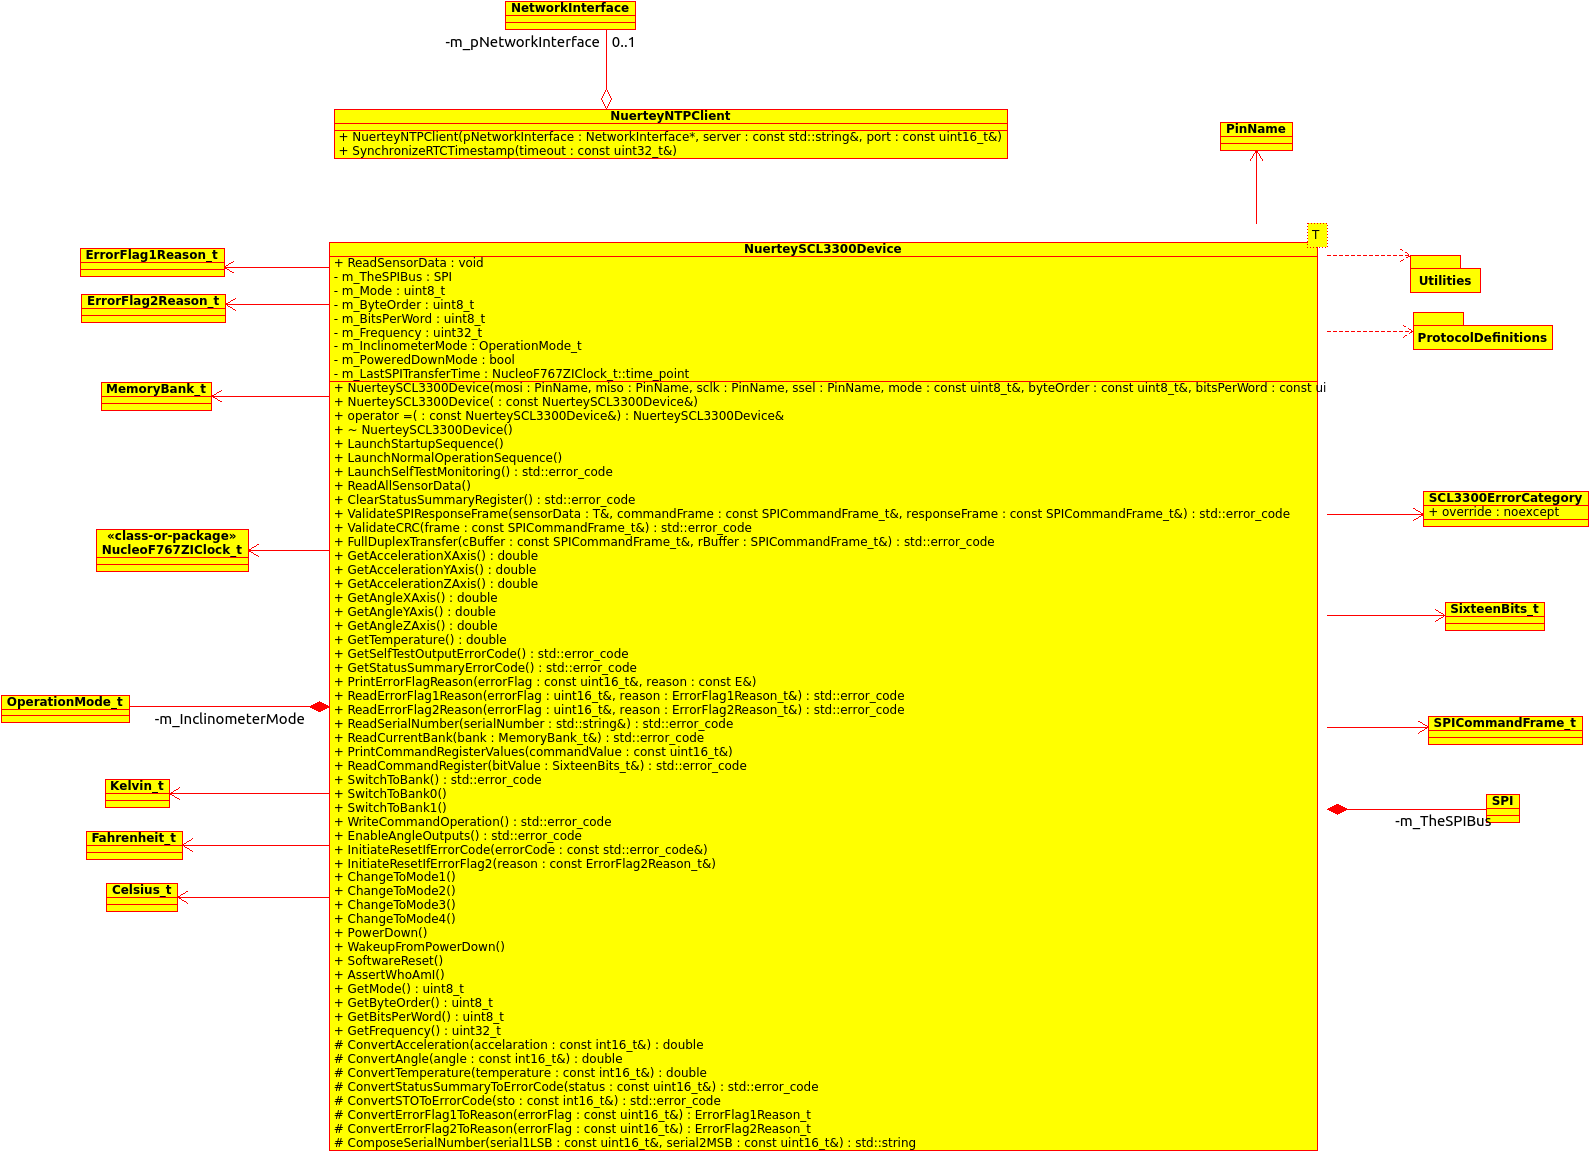 NetworkInterface
-m_pNetworkInterface 0..1
NuerteyNTPClient
+ NuerteyNTPClient(pNetworkInterface : NetworkInterface*, server : const std::string&, port : const uint16_t&)
+ SynchronizeRTCTimestamp(timeout : const uint32_t&)
PinName
T
NuerteySCL3300Device
+ ReadSensorData : void
- m_TheSPIBus : SPI
- m_Mode : uint8_t
- m_ByteOrder : uint8_t
- m_BitsPerWord : uint8_t
- m_Frequency : uint32_t
- m_InclinometerMode : OperationMode_t
- m_PoweredDownMode : bool
- m_LastSPITransferTime : NucleoF767ZIClock_t::time_point
+ NuerteySCL3300Device(mosi : PinName, miso : PinName, sclk : PinName, ssel : PinName, mode : const uint8_t&, byteOrder : const uint8_t&, bitsPerWord : const ui
+ NuerteySCL3300Device( : const NuerteySCL3300Device&)
+ operator =( : const NuerteySCL3300Device&) : NuerteySCL3300Device&
+ ~ NuerteySCL3300Device()
+ LaunchStartupSequence()
+ LaunchNormalOperationSequence()
+ LaunchSelfTestMonitoring() : std::error_code
+ ReadAllSensorData()
+ ClearStatusSummaryRegister() : std::error_code
+ ValidateSPIResponseFrame(sensorData : T&, commandFrame : const SPICommandFrame_t&, responseFrame : const SPICommandFrame_t&) : std::error_code
+ ValidateCRC(frame : const SPICommandFrame_t&) : std::error_code
+ FullDuplexTransfer(cBuffer : const SPICommandFrame_t&, rBuffer : SPICommandFrame_t&) : std::error_code
+ GetAccelerationXAxis() : double
+ GetAccelerationYAxis() : double
+ GetAccelerationZAxis() : double
+ GetAngleXAxis() : double
+ GetAngleYAxis() : double
+ GetAngleZAxis() : double
+ GetTemperature() : double
+ GetSelfTestOutputErrorCode() : std::error_code
+ GetStatusSummaryErrorCode() : std::error_code
+ PrintErrorFlagReason(errorFlag : const uint16_t&, reason : const E&)
+ ReadErrorFlag1Reason(errorFlag : uint16_t&, reason : ErrorFlag1Reason_t&) : std::error_code
+ ReadErrorFlag2Reason(errorFlag : uint16_t&, reason : ErrorFlag2Reason_t&) : std::error_code
+ ReadSerialNumber(serialNumber : std::string&) : std::error_code
+ ReadCurrentBank(bank : MemoryBank_t&) : std::error_code
+ PrintCommandRegisterValues(commandValue : const uint16_t&)
+ ReadCommandRegister(bitValue : SixteenBits_t&) : std::error_code
+ SwitchToBank() : std::error_code
+ SwitchToBank0()
+ SwitchToBank1()
+ WriteCommandOperation() : std::error_code
+ EnableAngleOutputs() : std::error_code
+ InitiateResetIfErrorCode(errorCode : const std::error_code&)
+ InitiateResetIfErrorFlag2(reason : const ErrorFlag2Reason_t&)
+ ChangeToMode1()
+ ChangeToMode2()
+ ChangeToMode3()
+ ChangeToMode4()
+ PowerDown()
+ WakeupFromPowerDown()
+ SoftwareReset()
+ AssertWhoAmI()
+ GetMode() : uint8_t
+ GetByteOrder() : uint8_t
+ GetBitsPerWord() : uint8_t
+ GetFrequency() : uint32_t
# ConvertAcceleration(accelaration : const int16_t&) : double
# ConvertAngle(angle : const int16_t&) : double
# ConvertTemperature(temperature : const int16_t&) : double
# ConvertStatusSummaryToErrorCode(status : const uint16_t&) : std::error_code
# ConvertSTOToErrorCode(sto : const int16_t&) : std::error_code
# ConvertErrorFlag1ToReason(errorFlag : const uint16_t&) : ErrorFlag1Reason_t
# ConvertErrorFlag2ToReason(errorFlag : const uint16_t&) : ErrorFlag2Reason_t
# ComposeSerialNumber(serial1LSB : const uint16_t&, serial2MSB : const uint16_t&) : std::string
ErrorFlag1Reason_t
ErrorFlag2Reason_t
MemoryBank_t
«class-or-package»
NucleoF767ZIClock_t
OperationMode_t
-m_InclinometerMode
Kelvin_t
Fahrenheit_t
Celsius_t
Utilities
ProtocolDefinitions
SCL3300ErrorCategory
+ override : noexcept
SixteenBits_t
SPICommandFrame_t
SPI
-m_TheSPIBus